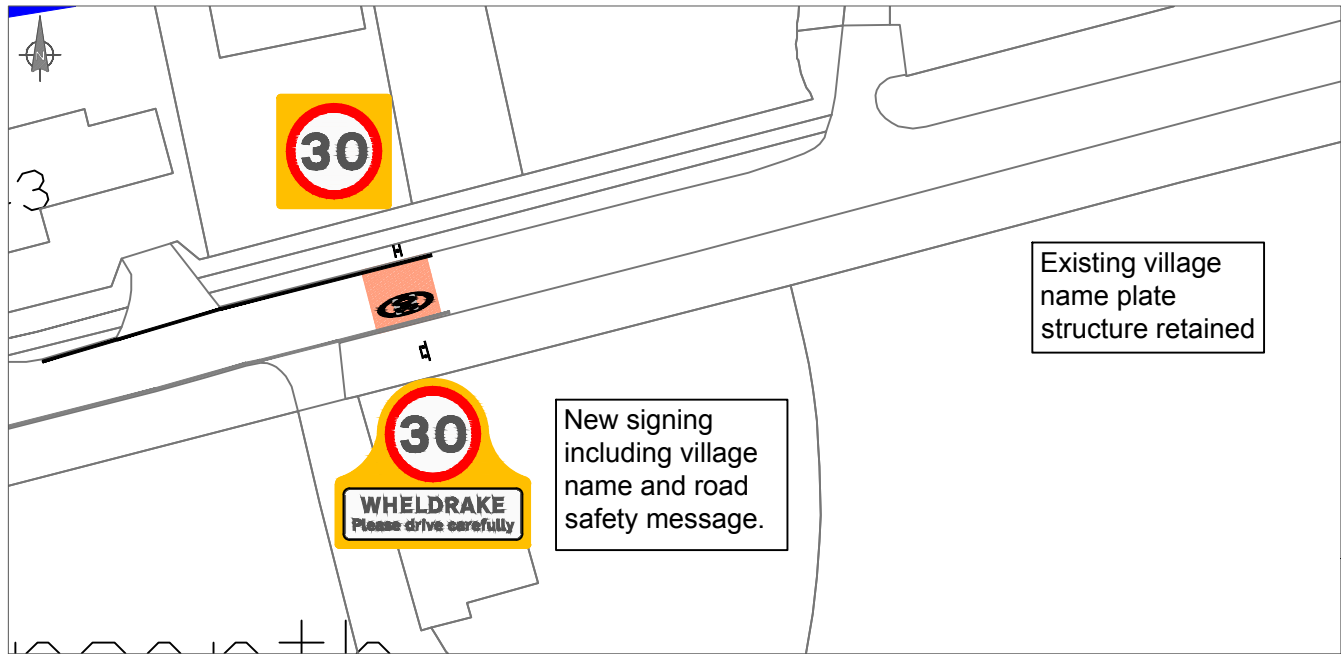 N
30
3
Existing village
name plate
structure retained
30
WHELDRAKE
Please drive carefully
New signing
including village
name and road
safety message.